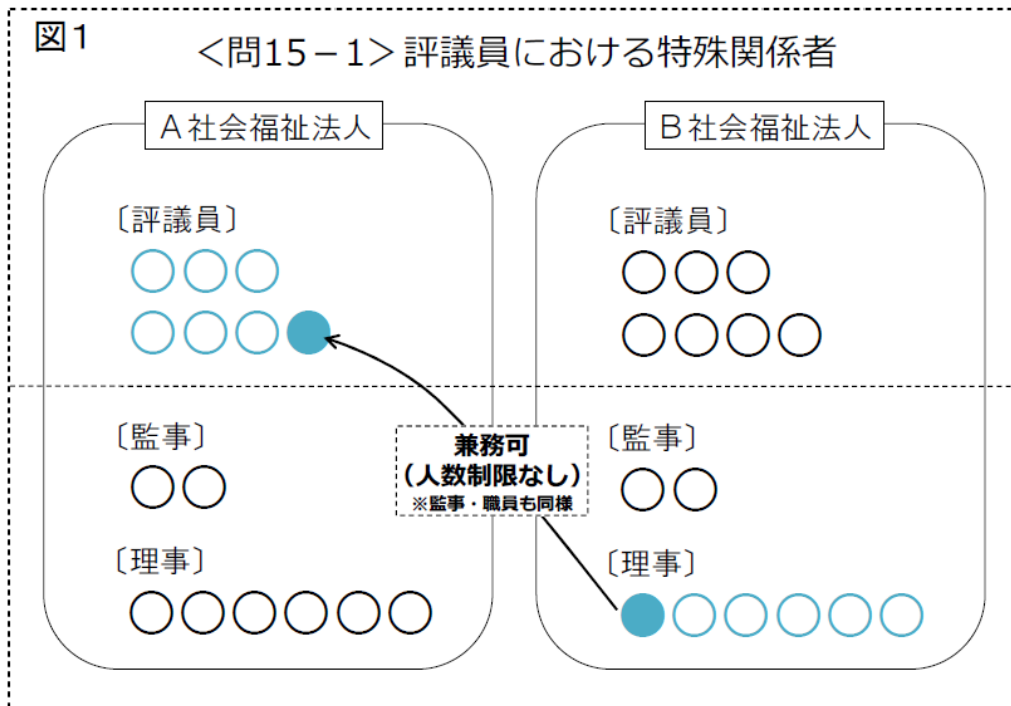 図1
<問15-1>評議員における特殊関係者
A社会福祉法人
B社会福祉法人
〔評議員〕
〔評議員〕
〔監事〕
〔監事〕
兼務可
(人数制限なし)
※監事・職員も同様
〔理事〕
〔理事〕